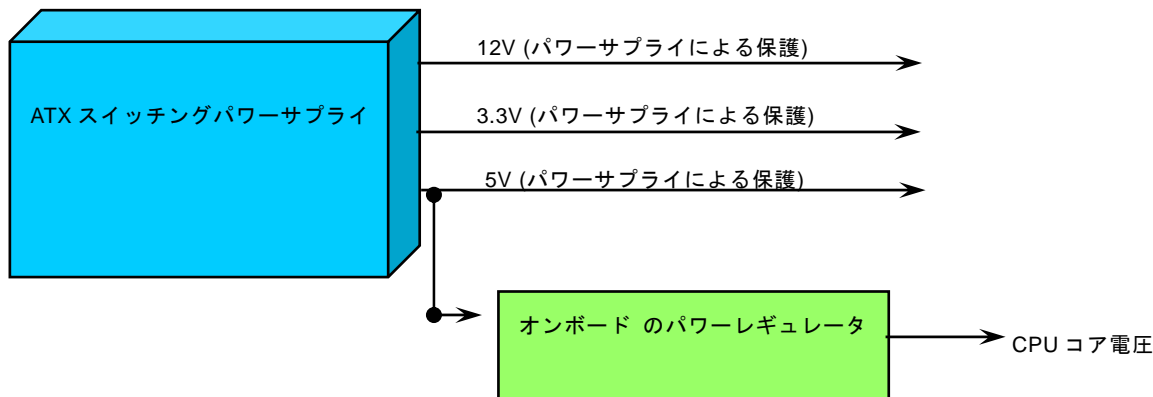 12V (パワーサプライによる保護)
ATX スイッチングパワーサプライ
3.3V (パワーサプライによる保護)
5V (パワーサプライによる保護)
オンボード のパワーレギュレータ
CPU コア電圧